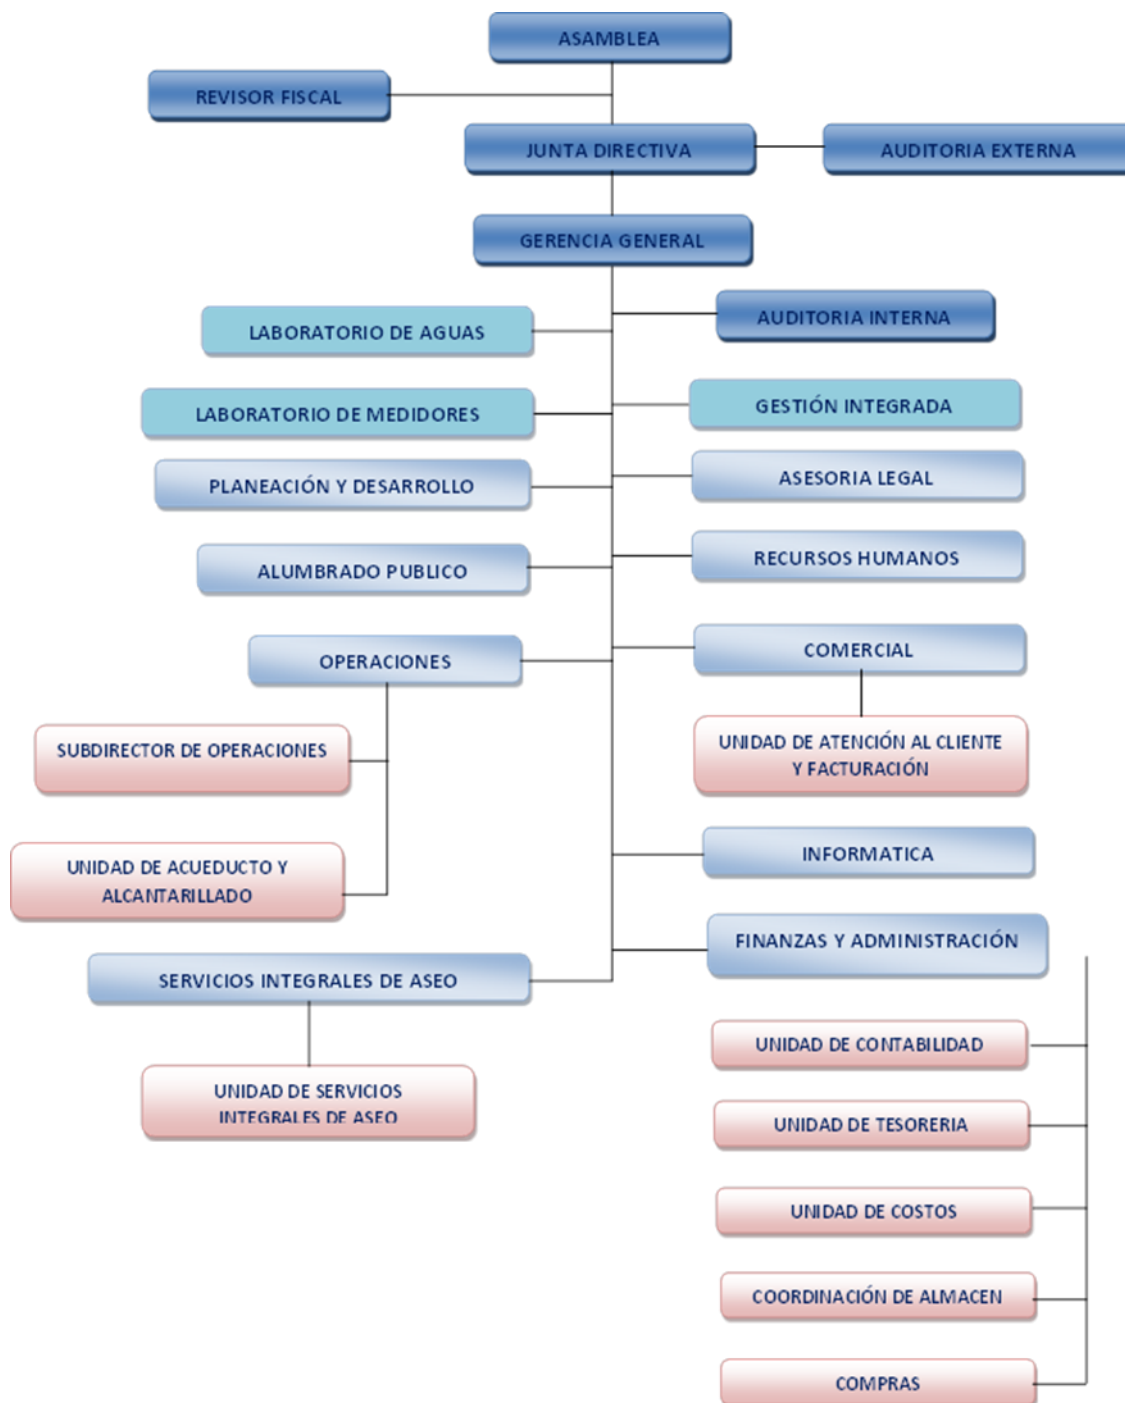 ASAMBLEA
REVISOR FISCAL
JUNTA DIRECTIVA
AUDITORIA EXTERNA
GERENCIA GENERAL
AUDITORIA INTERNA
LABORATORIO DE AGUAS
LABORATORIO DE MEDIDORES
GESTIÓN INTEGRADA
PLANEACIÓN Y DESARROLLO
ASESORIA LEGAL
ALUMBRADO PUBLICO
RECURSOS HUMANOS
OPERACIONES
COMERCIAL
SUBDIRECTOR DE OPERACIONES
UNIDAD DE ATENCIÓN AL CLIENTE
Y FACTURACIÓN
UNIDAD DE ACUEDUCTO Y
ALCANTARILLADO
INFORMATICA
FINANZAS Y ADMINISTRACIÓN
SERVICIOS INTEGRALES DE ASEO
UNIDAD DE SERVICIOS
INTEGRALES DE ASEO
UNIDAD DE CONTABILIDAD
UNIDAD DE TESORERIA
UNIDAD DE COSTOS
COORDINACIÓN DE ALMACEN
COMPRAS